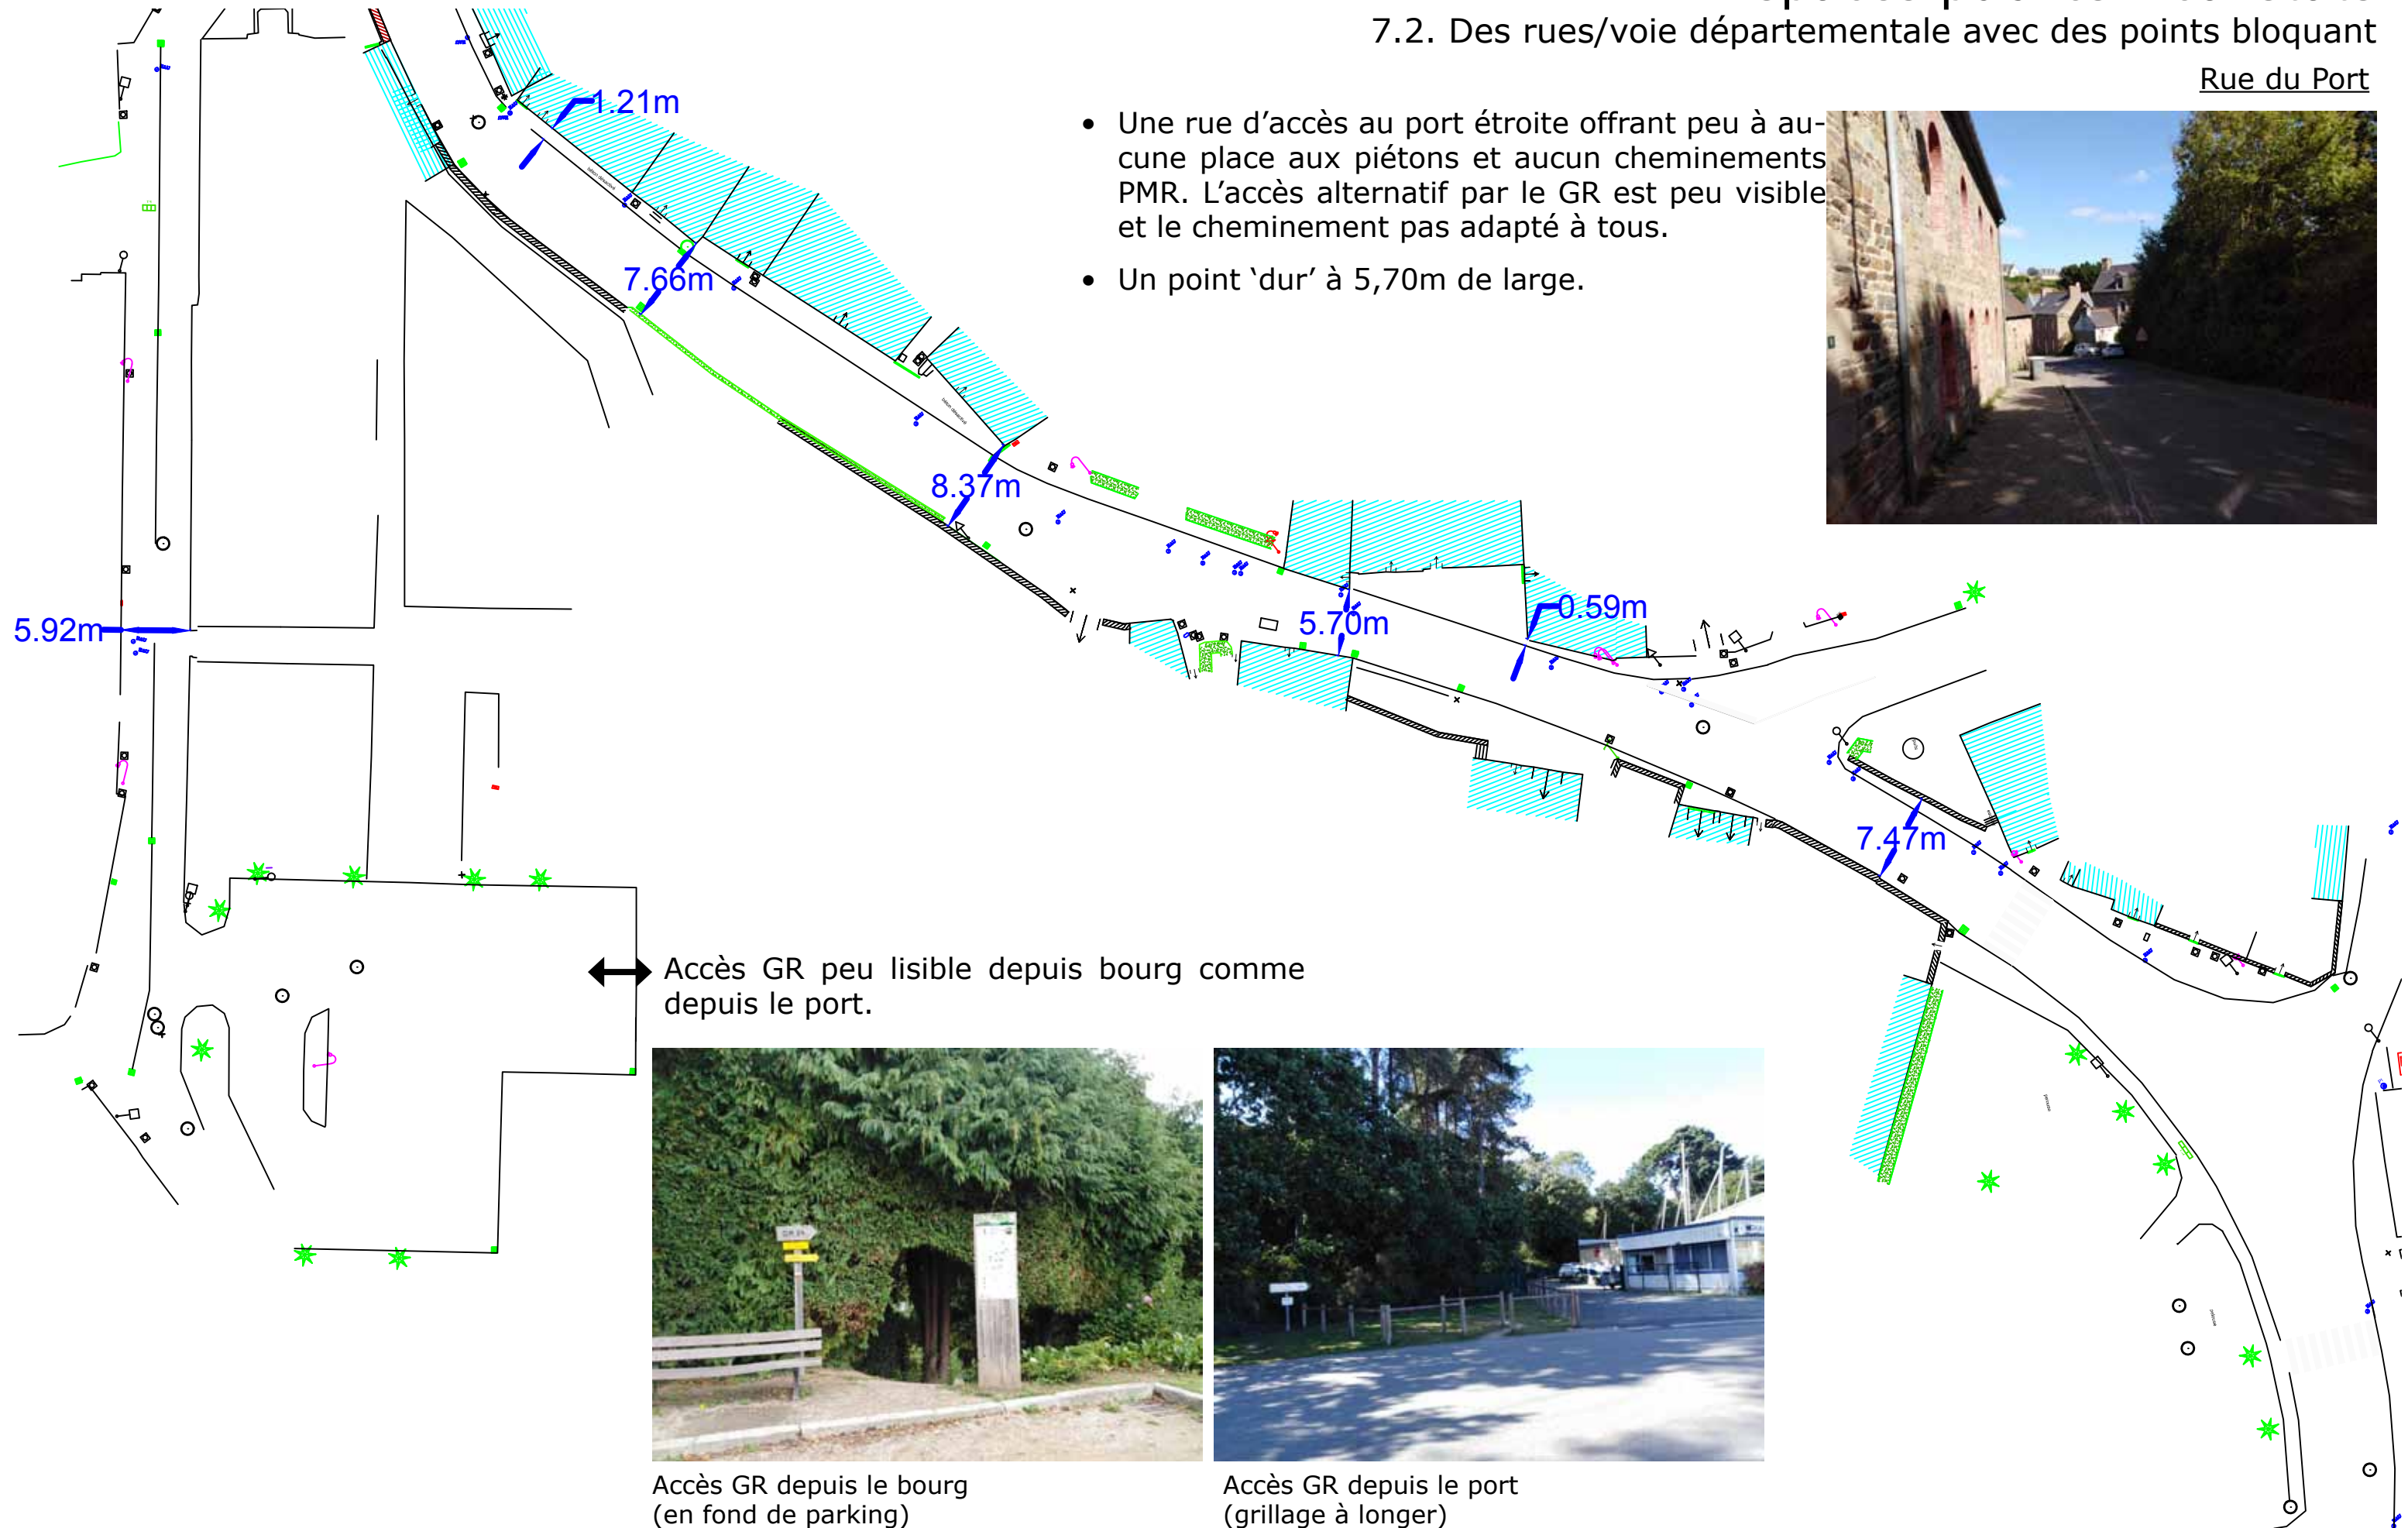 7.2. Des rues/voie départementale avec des points bloquant
Rue du Port
• Une rue d’accès au port étroite offrant peu à au-
cune place aux piétons et aucun cheminements
PMR. L’accès alternatif par le GR est peu visible
et le cheminement pas adapté à tous.
• Un point ‘dur’ à 5,70m de large.
1.21m
7.66m
8.37m
5.92m
5.70m
0.59m
7.47m
Accès GR peu lisible depuis bourg comme
depuis le port.
Accès GR depuis le bourg
(en fond de parking)
Accès GR depuis le port
(grillage à longer)